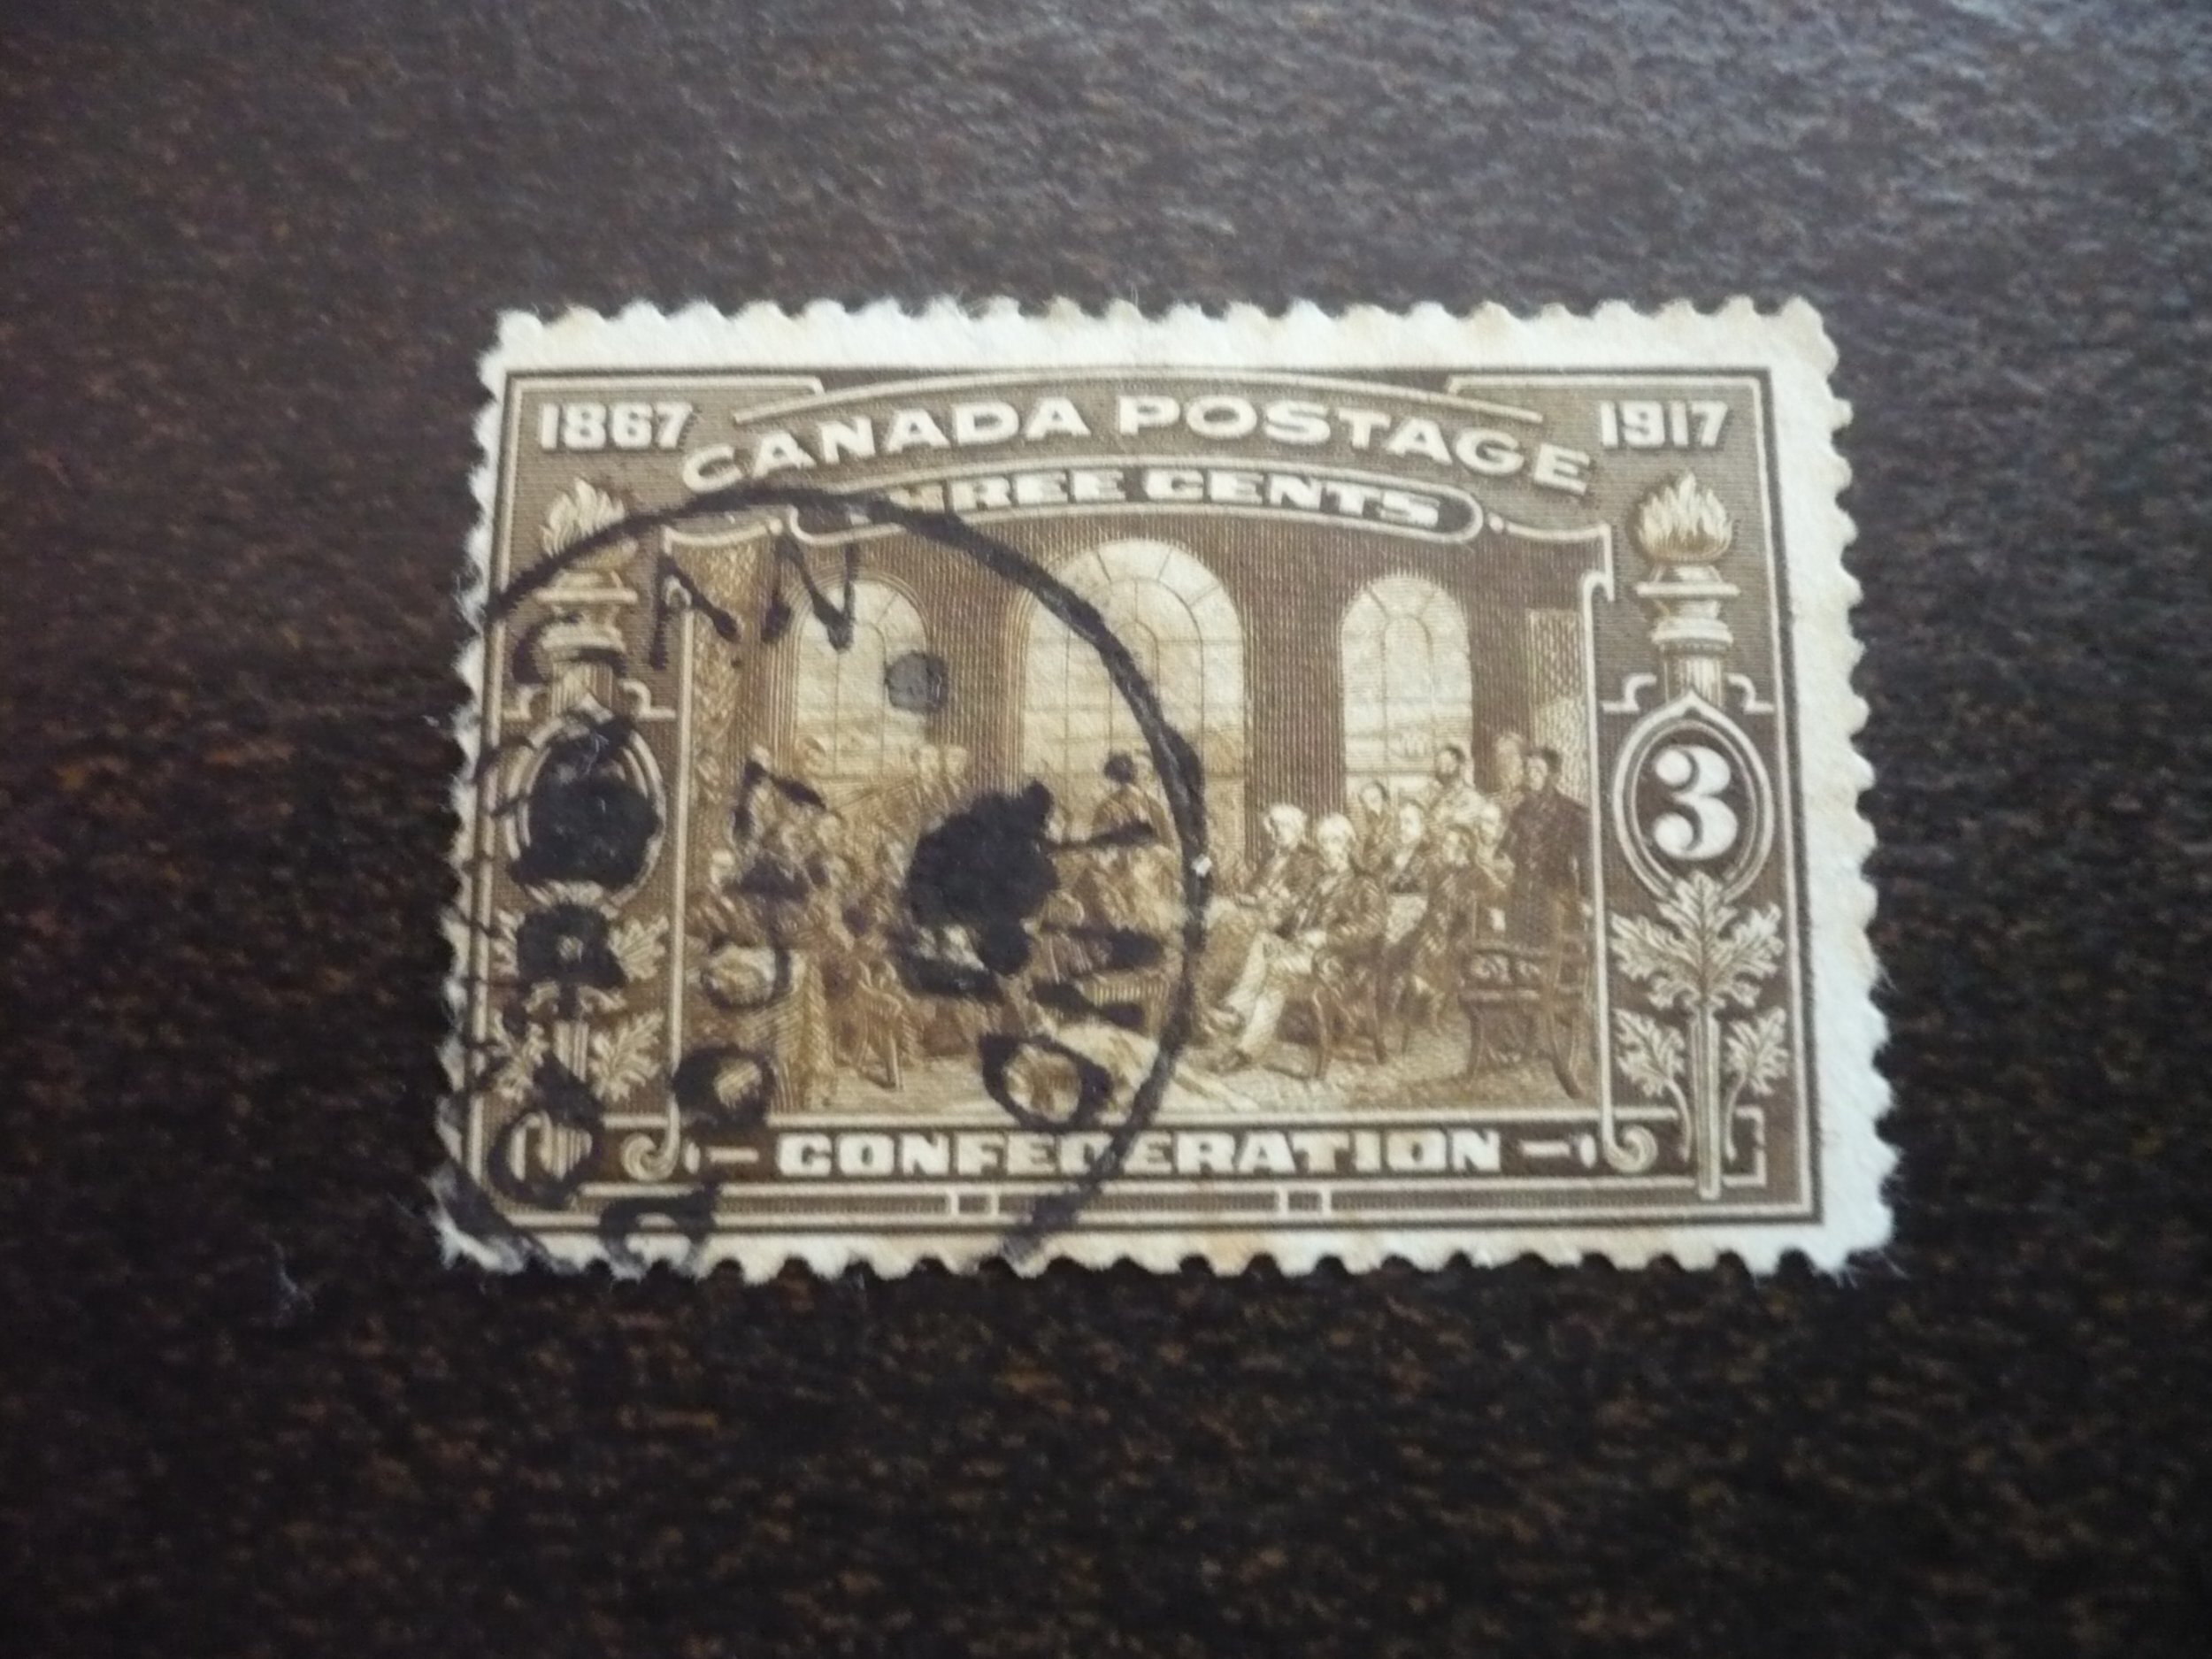 1867 CANADA POSTAGE 1917
THREE CENTS
3
CONFEDERATION